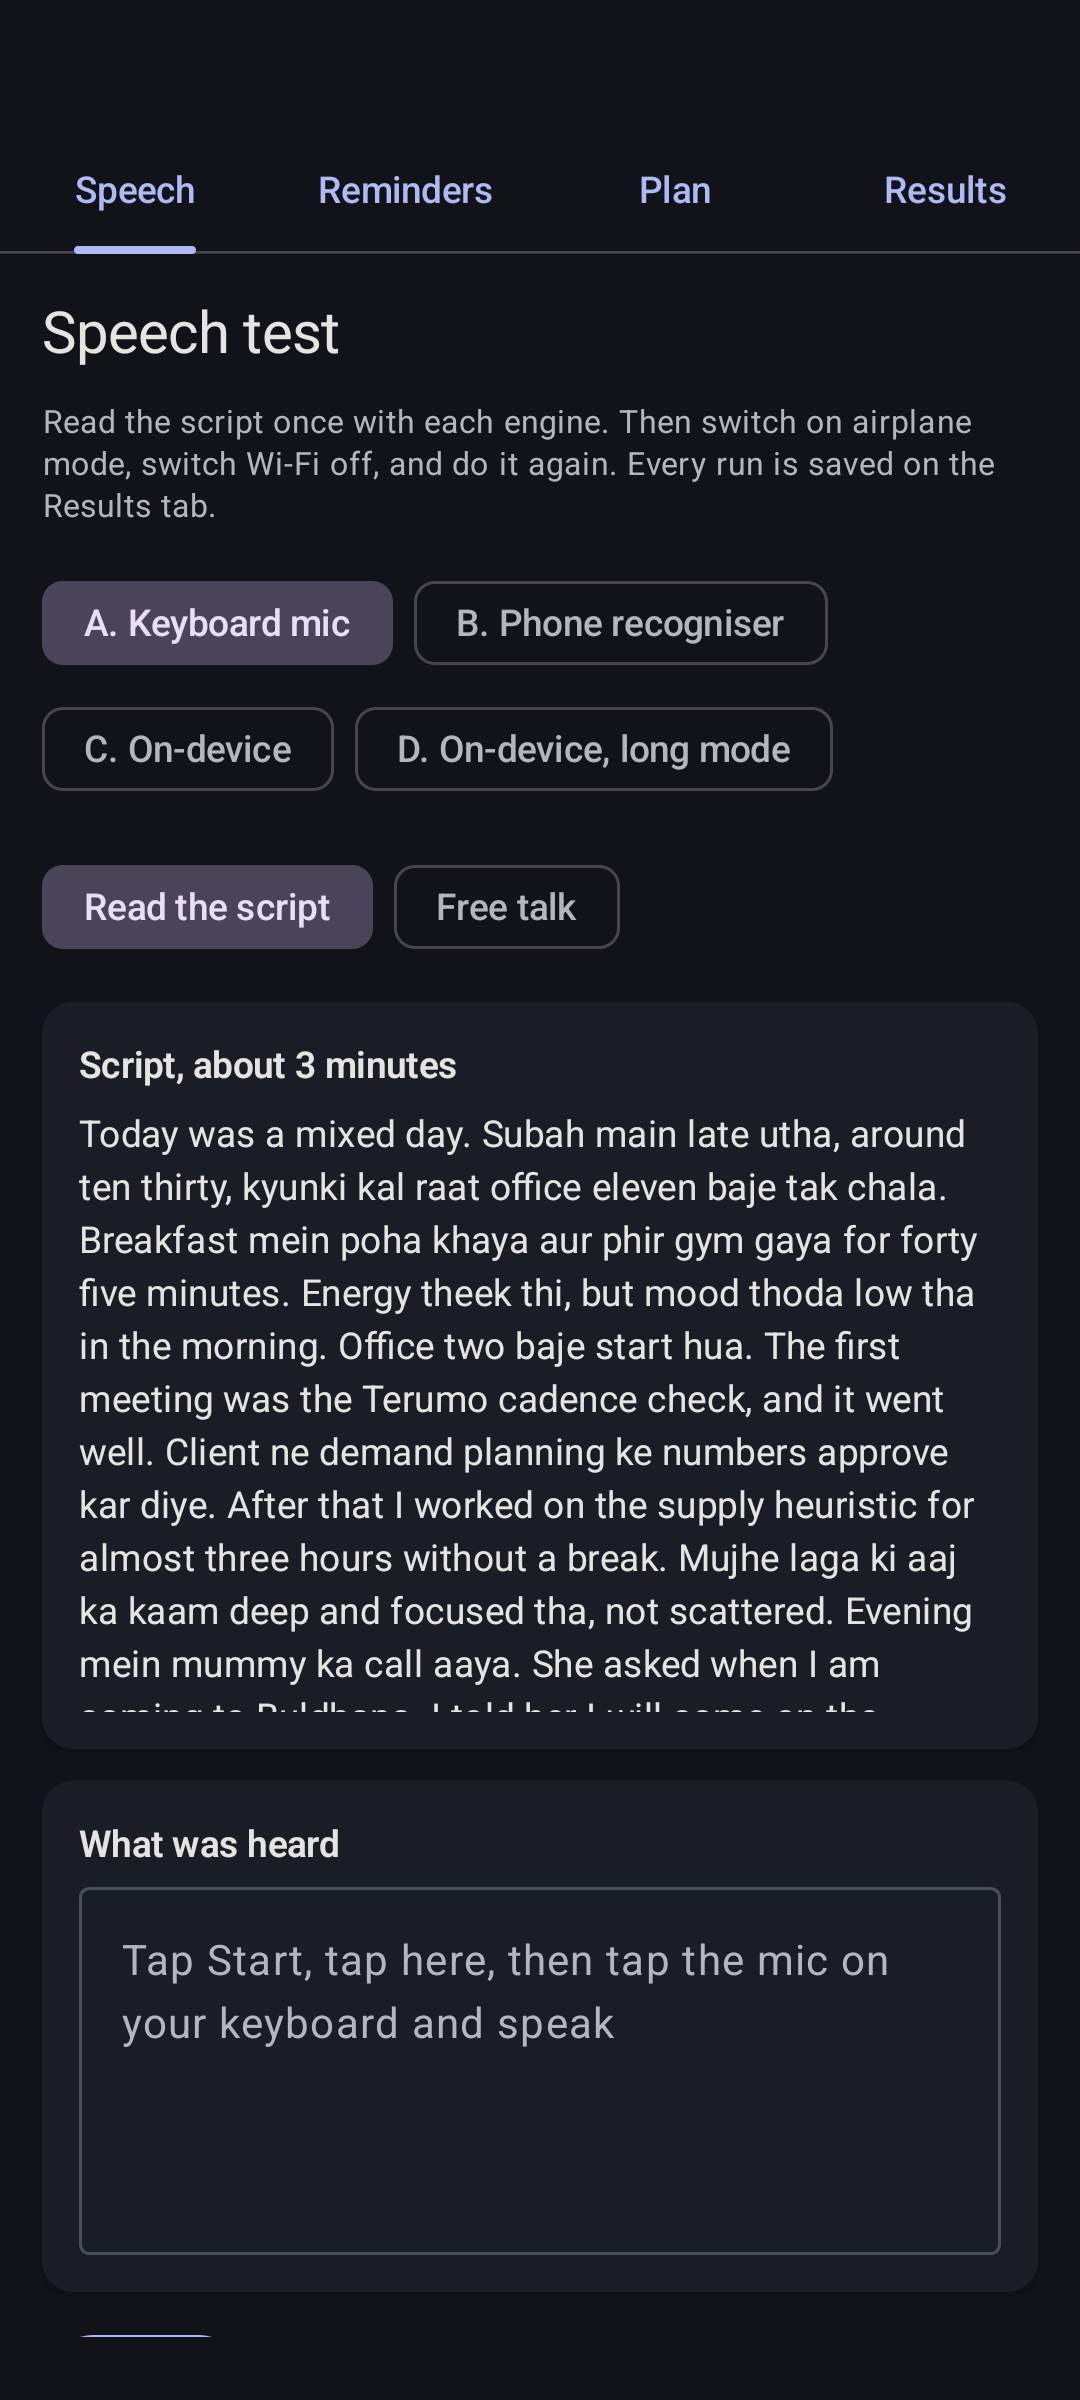 Speech Reminders Plan Results
Speech test
Read the script once with each engine. Then switch on airplane
mode, switch Wi-Fi off, and do it again. Every run is saved on the
Results tab.
A. Keyboard mic B. Phone recogniser
C. On-device D. On-device, long mode
Read the script Free talk
Script, about 3 minutes
Today was a mixed day. Subah main late utha, around
ten thirty, kyunki kal raat office eleven baje tak chala.
Breakfast mein poha khaya aur phir gym gaya for forty
five minutes. Energy theek thi, but mood thoda low tha
in the morning. Office two baje start hua. The first
meeting was the Terumo cadence check, and it went
well. Client ne demand planning ke numbers approve
kar diye. After that I worked on the supply heuristic for
almost three hours without a break. Mujhe laga ki aaj
ka kaam deep and focused tha, not scattered. Evening
mein mummy ka call aaya. She asked when I am
coming to Buldhana. I told her I will come on the
What was heard
Tap Start, tap here, then tap the mic on
your keyboard and speak